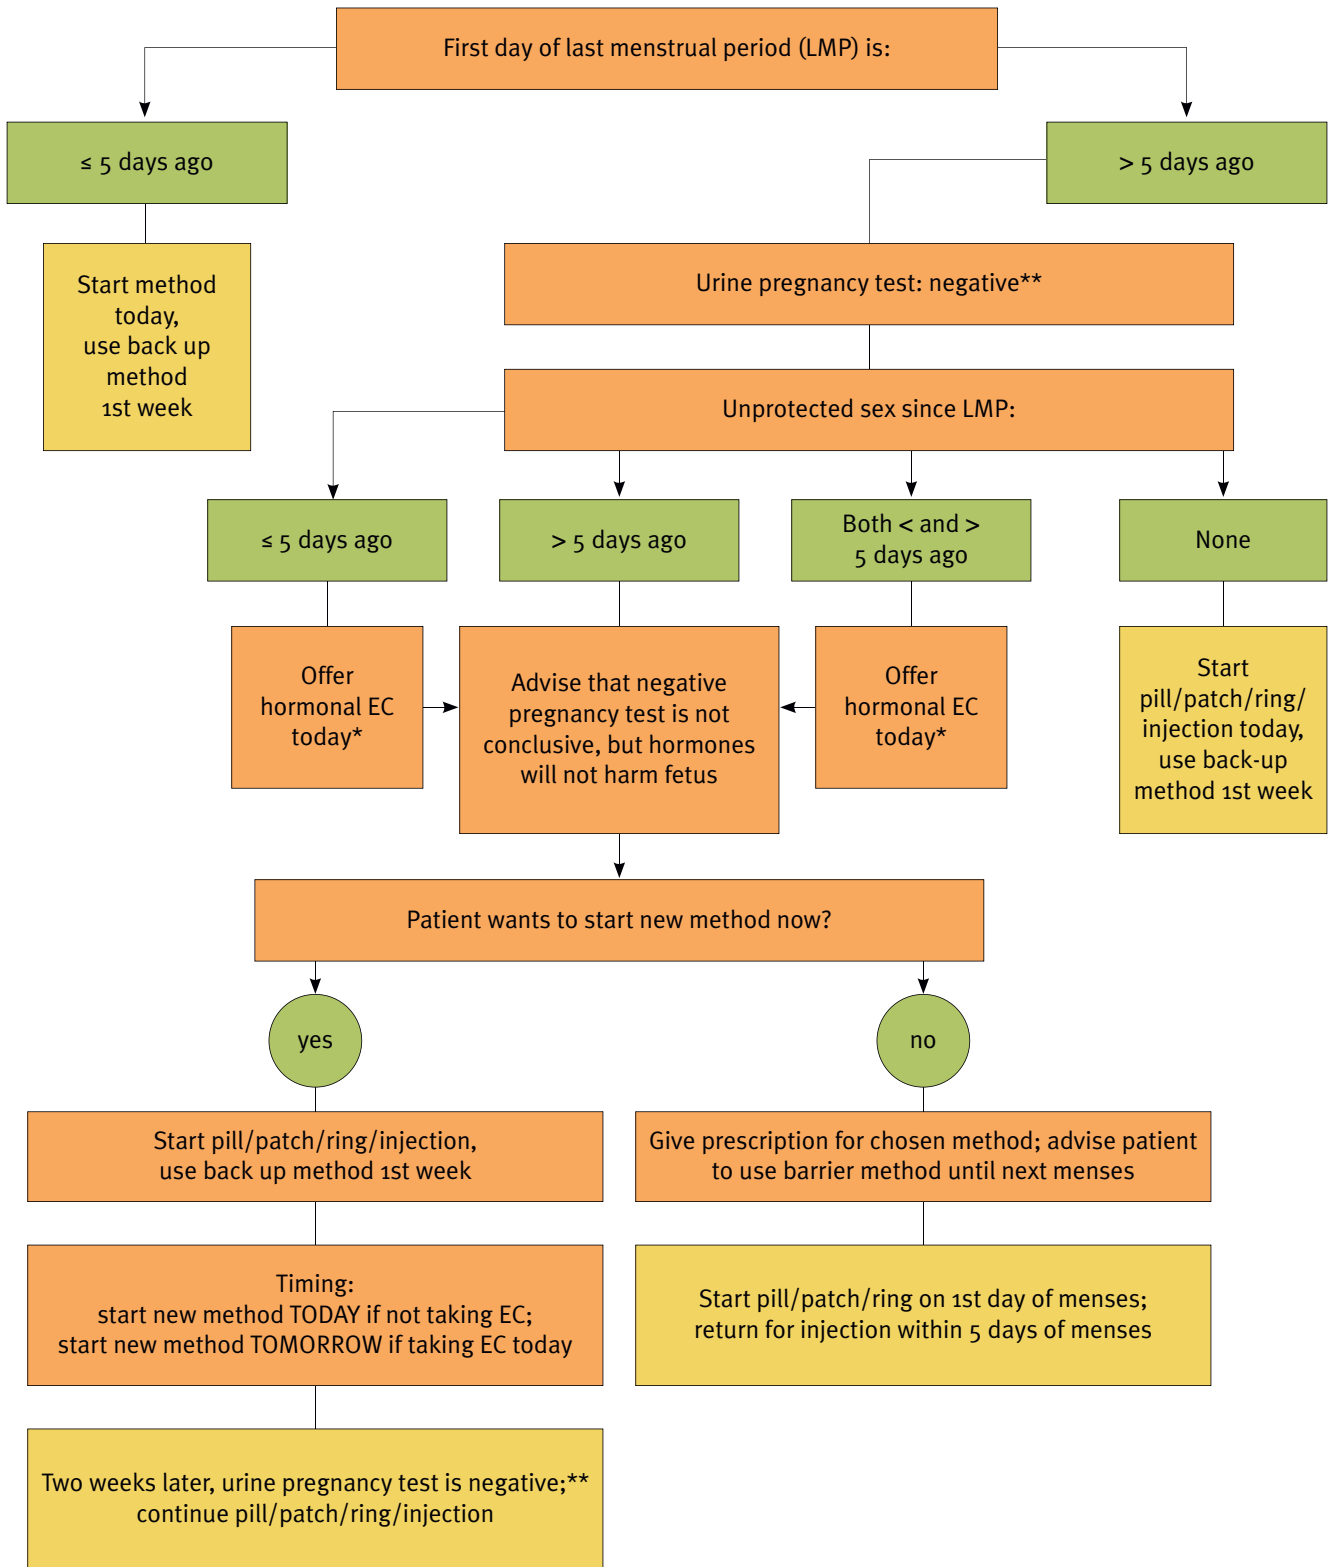 First day of last menstrual period (LMP) is:
≤ 5 days ago
> 5 days ago
Start method
today,
use back up
method
1st week
Urine pregnancy test: negative**
Unprotected sex since LMP:
≤ 5 days ago
> 5 days ago
Both < and >
5 days ago
None
Offer
hormonal EC
today*
Advise that negative
pregnancy test is not
conclusive, but hormones
will not harm fetus
Offer
hormonal EC
today*
Start
pill/patch/ring/
injection today,
use back-up
method 1st week
Patient wants to start new method now?
yes
no
Start pill/patch/ring/injection,
use back up method 1st week
Give prescription for chosen method; advise patient
to use barrier method until next menses
Timing:
start new method TODAY if not taking EC;
start new method TOMORROW if taking EC today
Start pill/patch/ring on 1st day of menses;
return for injection within 5 days of menses
Two weeks later, urine pregnancy test is negative;**
continue pill/patch/ring/injection